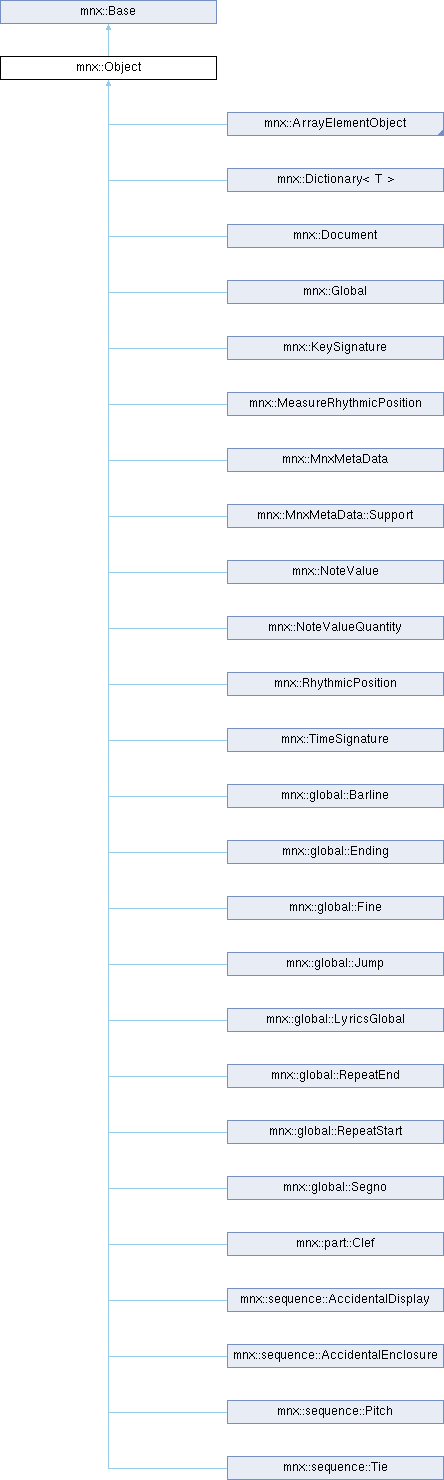 mnx::Base
mnx::Object
mnx::ArrayElementObject
mnx::Dictionary< T >
mnx::Document
mnx::Global
mnx::KeySignature
mnx::MeasureRhythmicPosition
mnx::MnxMetaData
mnx::MnxMetaData::Support
mnx::NoteValue
mnx::NoteValueQuantity
mnx::RhythmicPosition
mnx::TimeSignature
mnx::global::Barline
mnx::global::Ending
mnx::global::Fine
mnx::global::Jump
mnx::global::LyricsGlobal
mnx::global::RepeatEnd
mnx::global::RepeatStart
mnx::global::Segno
mnx::part::Clef
mnx::sequence::AccidentalDisplay
mnx::sequence::AccidentalEnclosure
mnx::sequence::Pitch
mnx::sequence::Tie